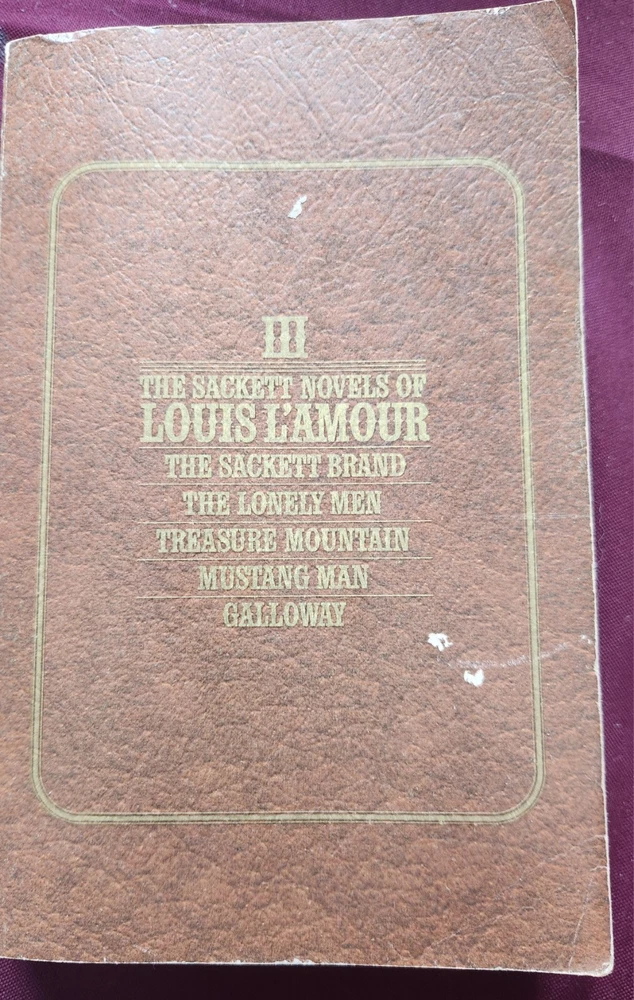 III
THE SACKETT NOVELS OF
LOUIS L'AMOUR
THE SACKETT BRAND
THE LONELY MEN
TREASURE MOUNTAIN
MUSTANG MAN
GALLOWAY